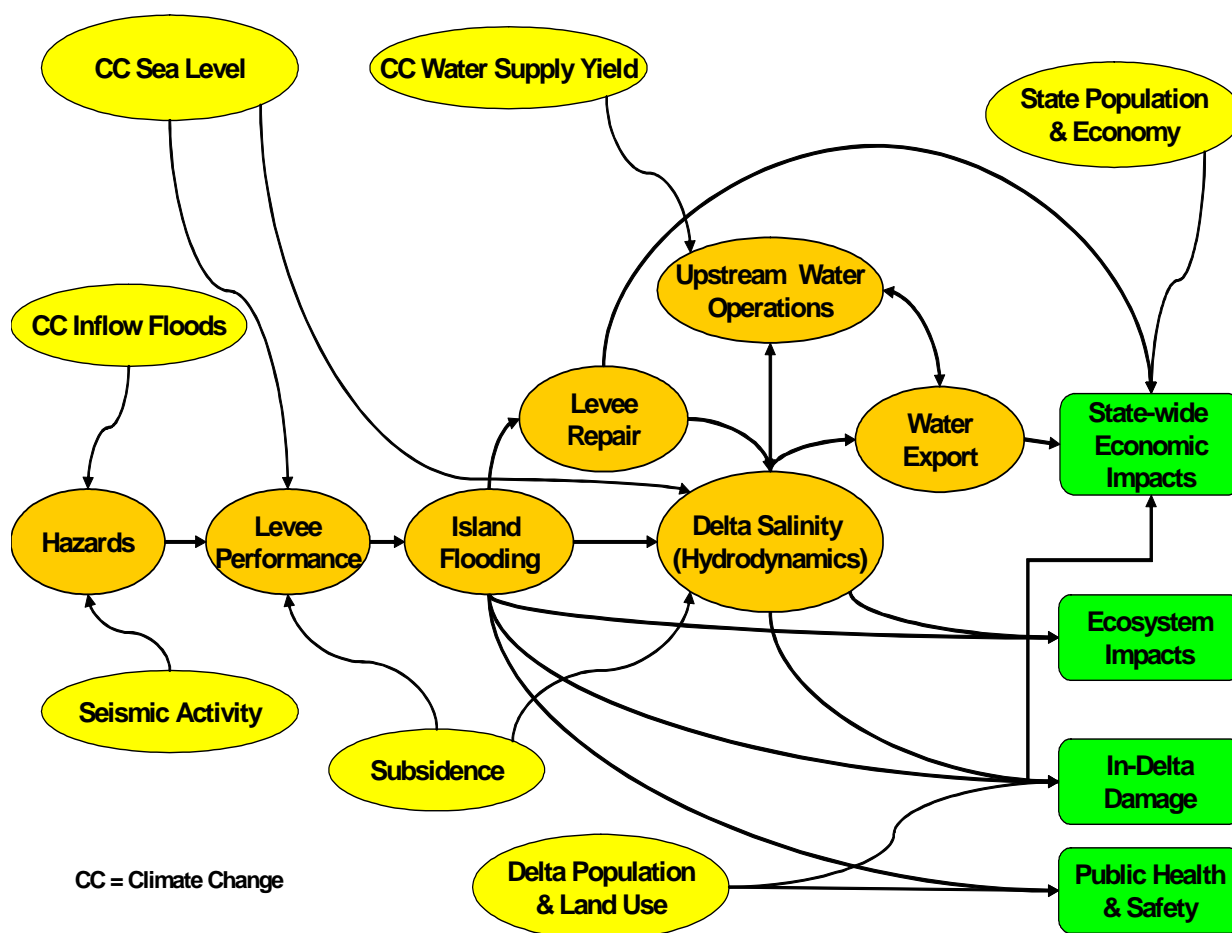 CC Sea Level
CC Water Supply Yield
State Population
& Economy
CC Inflow Floods
Upstream Water
Operations
Levee
Repair
Water
Export
State-wide
Economic
Impacts
Hazards
Levee
Performance
Island
Flooding
Delta Salinity
(Hydrodynamics)
Ecosystem
Impacts
Seismic Activity
Subsidence
In-Delta
Damage
Delta Population
& Land Use
Public Health
& Safety
CC = Climate Change